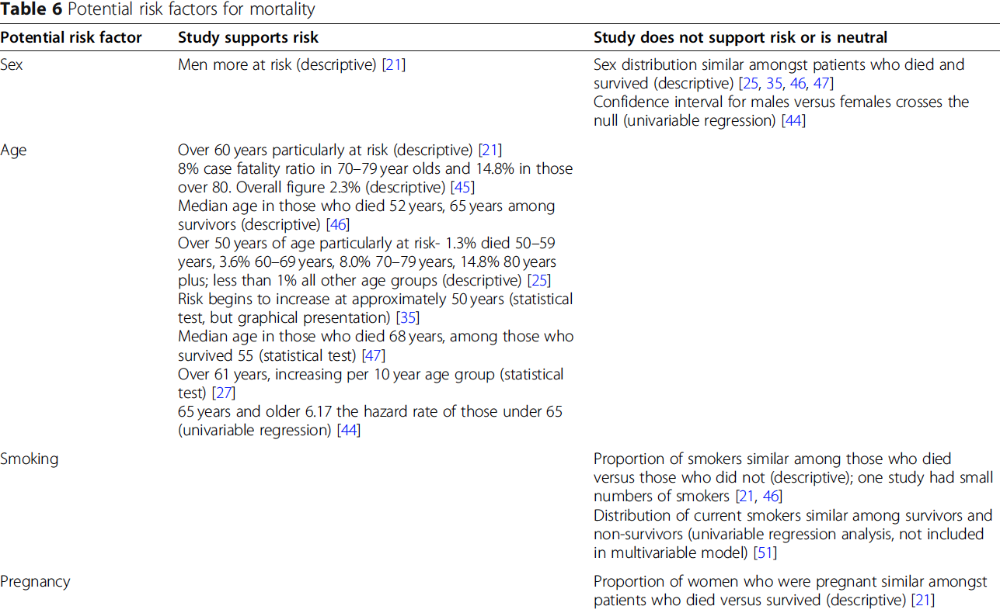 Table 6 Potential risk factors for mortality
Potential risk factor Study supports risk Study does not support risk or is neutral
Sex Men more at risk (descriptive) [21] Sex distribution similar amongst patients who died and
survived (descriptive) [25, 35, 46, 47]
Confidence interval for males versus females crosses the
null (univariable regression) [44]
Age Over 60 years particularly at risk (descriptive) [21]
8% case fatality ratio in 70–79 year olds and 14.8% in those
over 80. Overall figure 2.3% (descriptive) [45]
Median age in those who died 52 years, 65 years among
survivors (descriptive) [46]
Over 50 years of age particularly at risk- 1.3% died 50–59
years, 3.6% 60–69 years, 8.0% 70–79 years, 14.8% 80 years
plus; less than 1% all other age groups (descriptive) [25]
Risk begins to increase at approximately 50 years (statistical
test, but graphical presentation) [35]
Median age in those who died 68 years, among those who
survived 55 (statistical test) [47]
Over 61 years, increasing per 10 year age group (statistical
test) [27]
65 years and older 6.17 the hazard rate of those under 65
(univariable regression) [44]
Smoking Proportion of smokers similar among those who died
versus those who did not (descriptive); one study had small
numbers of smokers [21, 46]
Distribution of current smokers similar among survivors and
non-survivors (univariable regression analysis, not included
in multivariable model) [51]
Pregnancy Proportion of women who were pregnant similar amongst
patients who died versus survived (descriptive) [21]